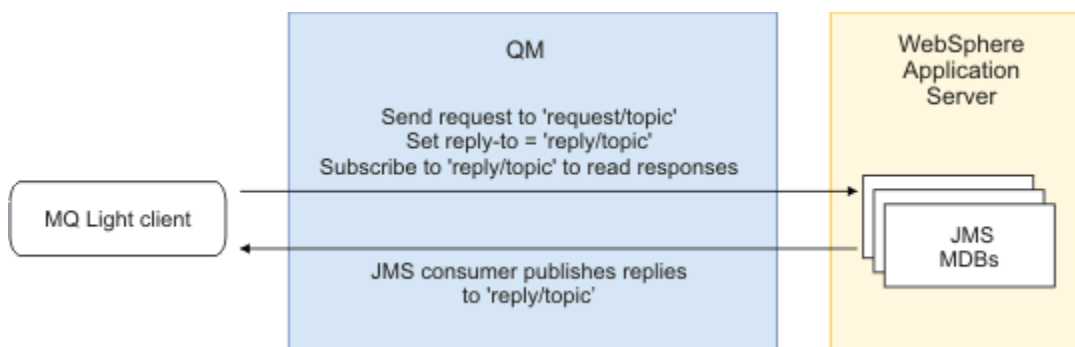 QM
WebSphere
Application
Server
Send request to 'request/topic'
Set reply-to = 'reply/topic'
Subscribe to 'reply/topic' to read responses
MQ Light client
JMS
MDBs
JMS consumer publishes replies
to 'reply/topic'